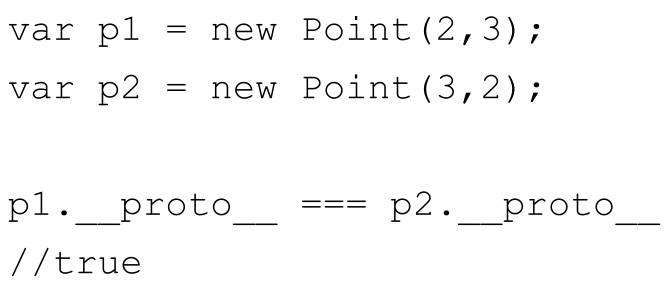 var p1 = new Point(2,3);
var p2 = new Point(3,2);
p1.__proto__ === p2.__proto__
//true